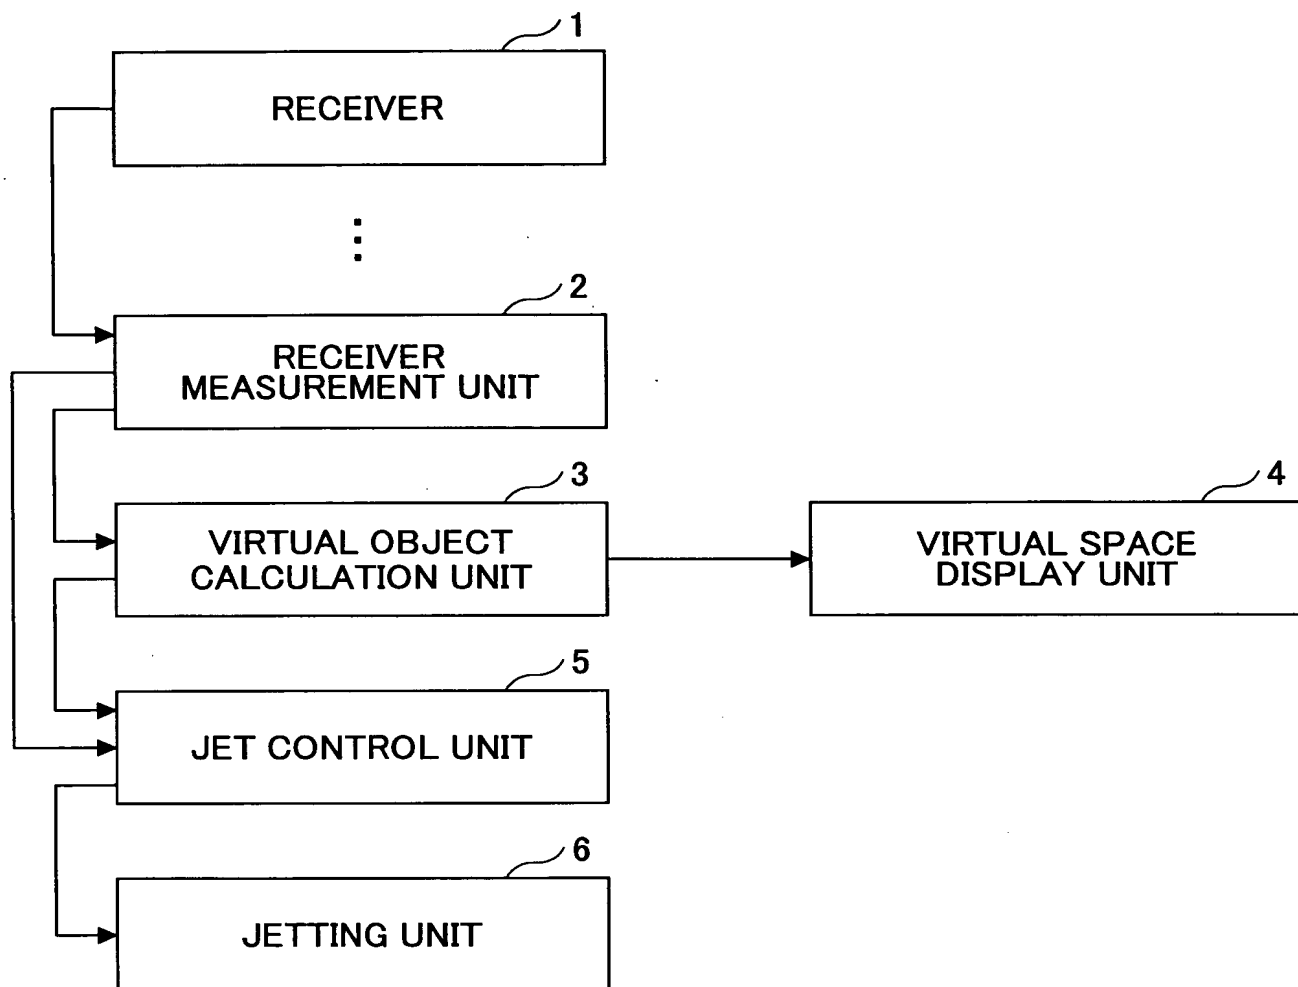 1
RECEIVER
2
RECEIVER
MEASUREMENT UNIT
3
VIRTUAL OBJECT
CALCULATION UNIT
4
VIRTUAL SPACE
DISPLAY UNIT
5
JET CONTROL UNIT
6
JETTING UNIT